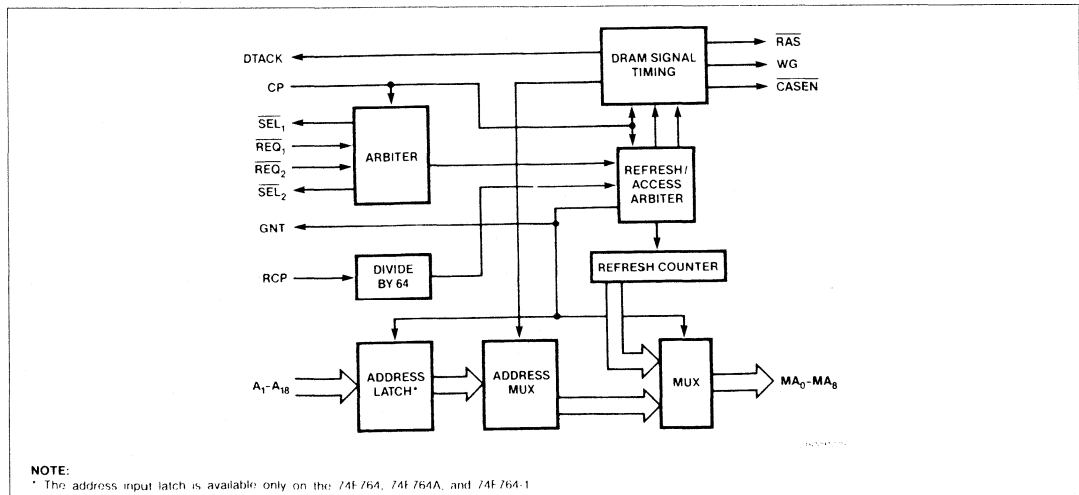 DTACK
CP
SEL₁
REQ₁
REQ₂
SEL₂
GNT
RCP
A₁-A₁₈
ARBITER
DIVIDE
BY 64
ADDRESS
LATCH*
ADDRESS
MUX
DRAM SIGNAL
TIMING
REFRESH/
ACCESS
ARBITER
REFRESH COUNTER
MUX
RAS
WG
CASEN
MA₀-MA₈
NOTE:
* The address input latch is available only on the 74F764, 74F764A, and 74F764-1